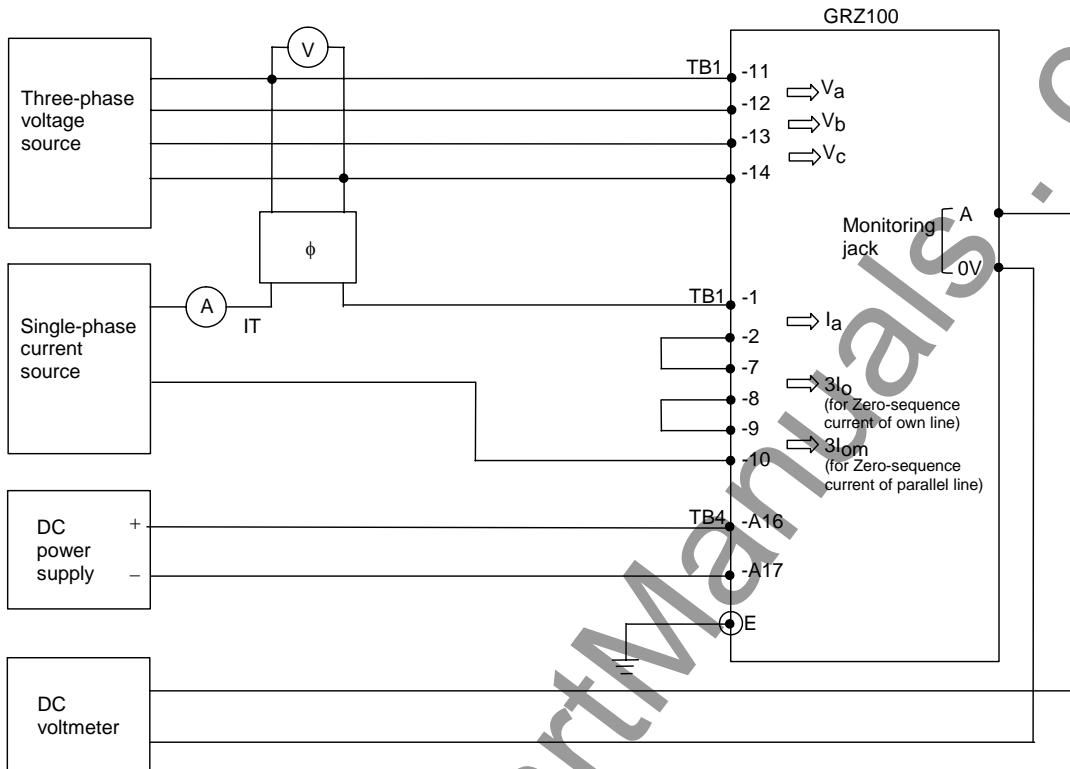 GRZ100
V
Three-phase
voltage
source
TB1
-11
Va
-12
Vb
-13
Vc
-14
Monitoring
jack
A
0V
ϕ
Single-phase
current
source
A
IT
TB1
-1
Ia
-2
-7
3Io
(for Zero-sequence
current of own line)
-8
-9
3Iom
(for Zero-sequence
current of parallel line)
-10
DC
power
supply
+
−
TB4
-A16
-A17
E
DC
voltmeter
rtManuals.c